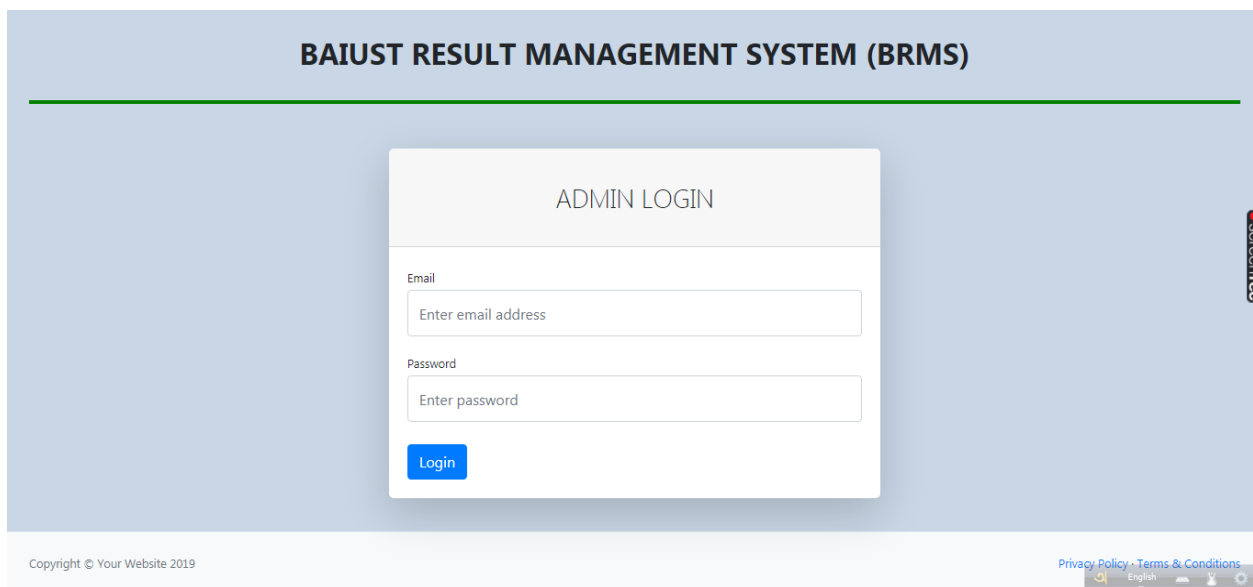 BAIUST RESULT MANAGEMENT SYSTEM (BRMS)
ADMIN LOGIN
Email
Enter email address
Password
Enter password
Login
Copyright © Your Website 2019
Privacy Policy · Terms & Conditions
English